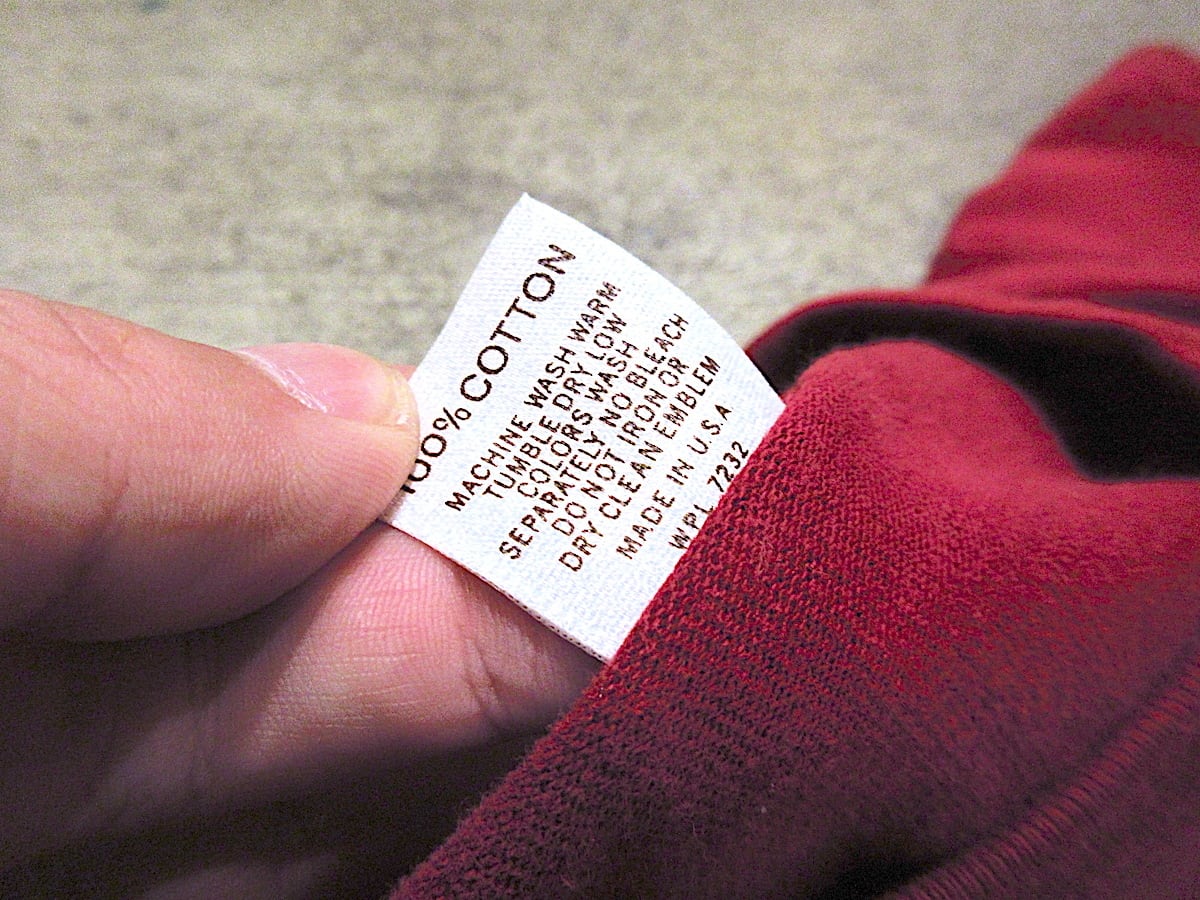 100% COTTON
MACHINE WASH WARM
TUMBLE DRY LOW
COLORS WASH
SEPARATELY NO BLEACH
DO NOT IRON OR
DRY CLEAN EMBLEM
MADE IN U.S.A
WPL 7232